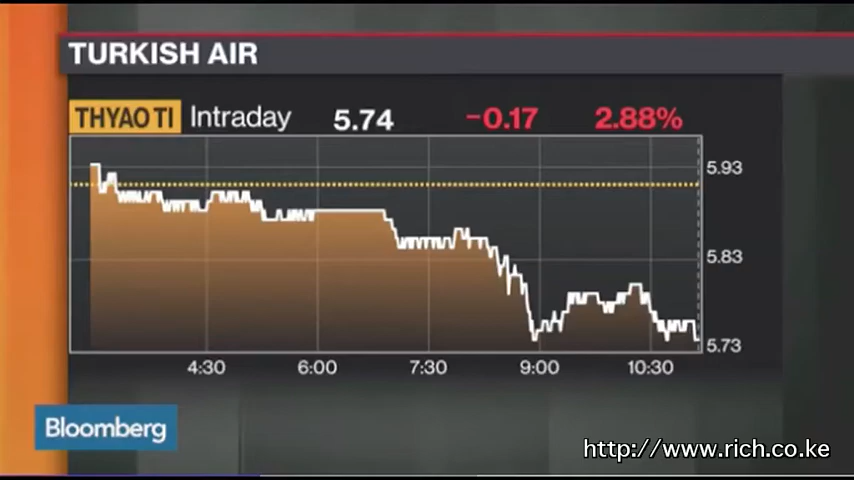 TURKISH AIR
THYAO TI Intraday 5.74 -0.17 2.88%
5.93
5.83
5.73
4:30 6:00 7:30 9:00 10:30
Bloomberg
http://www.rich.co.ke